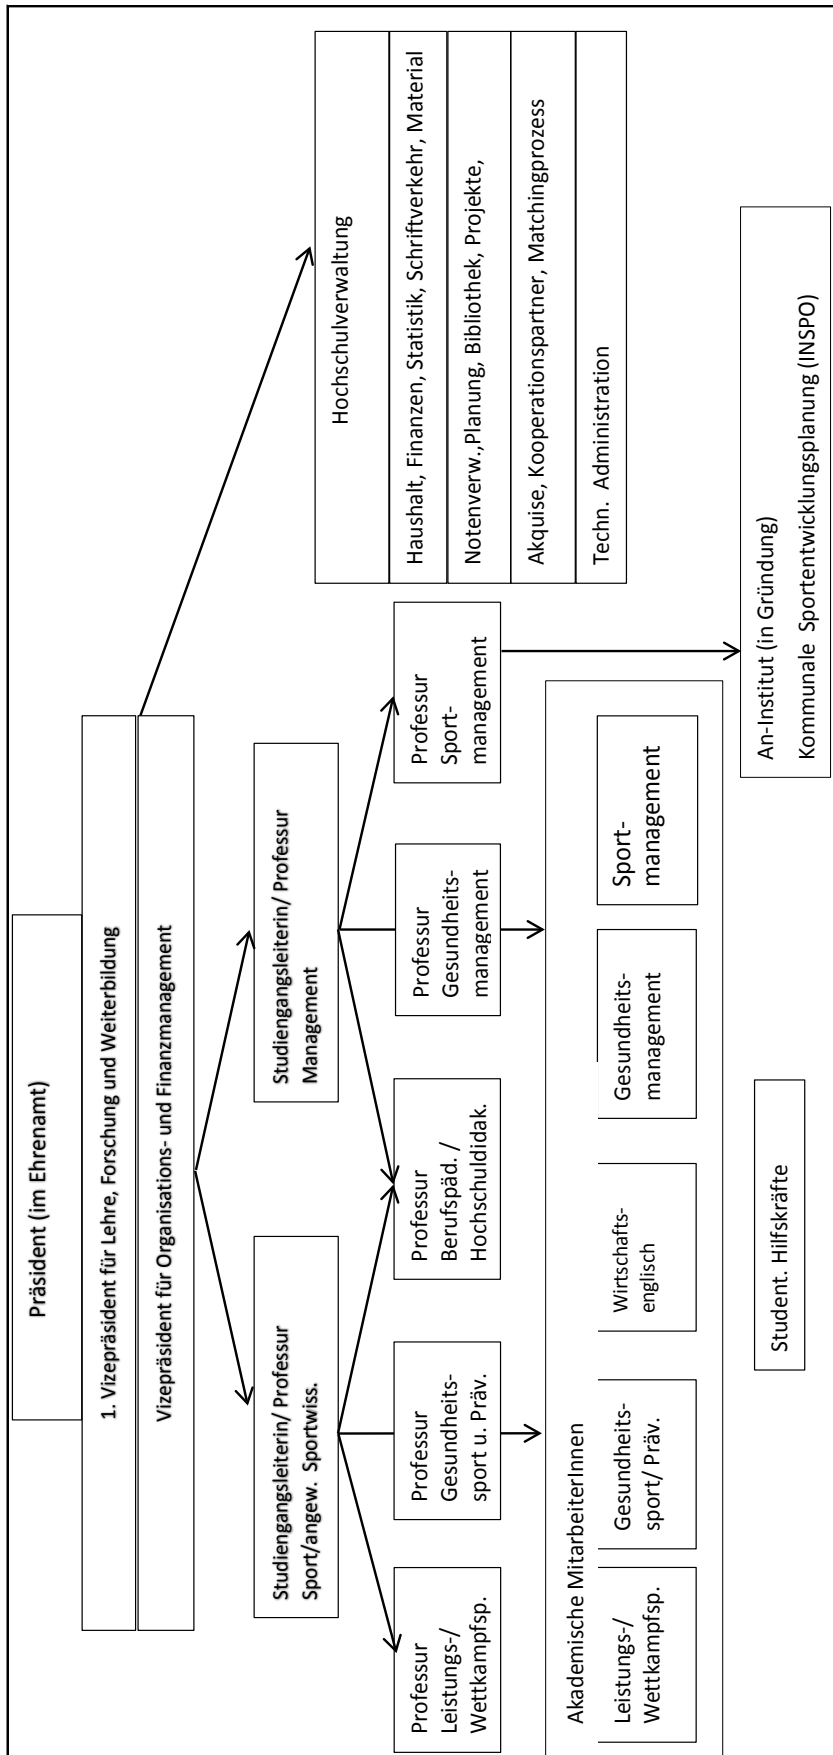 Präsident (im Ehrenamt)
1. Vizepräsident für Lehre, Forschung und Weiterbildung
Vizepräsident für Organisations- und Finanzmanagement
Studiengangsleiterin/ Professur
Sport/angew. Sportwiss.
Studiengangsleiterin/ Professur
Management
Hochschulverwaltung
Haushalt, Finanzen, Statistik, Schriftverkehr, Material
Notenverw.,Planung, Bibliothek, Projekte,
Akquise, Kooperationspartner, Matchingprozess
Techn. Administration
Professur
Leistungs-/
Wettkampfsp.
Professur
Gesundheits-
sport u. Präv.
Professur
Berufspäd. /
Hochschuldidak.
Professur
Gesundheits-
management
Professur
Sport-
management
Akademische MitarbeiterInnen
Leistungs-/
Wettkampfsp.
Gesundheits-
sport/ Präv.
Wirtschafts-
englisch
Gesundheits-
management
Sport-
management
Student. Hilfskräfte
An-Institut (in Gründung)
Kommunale Sportentwicklungsplanung (INSPO)